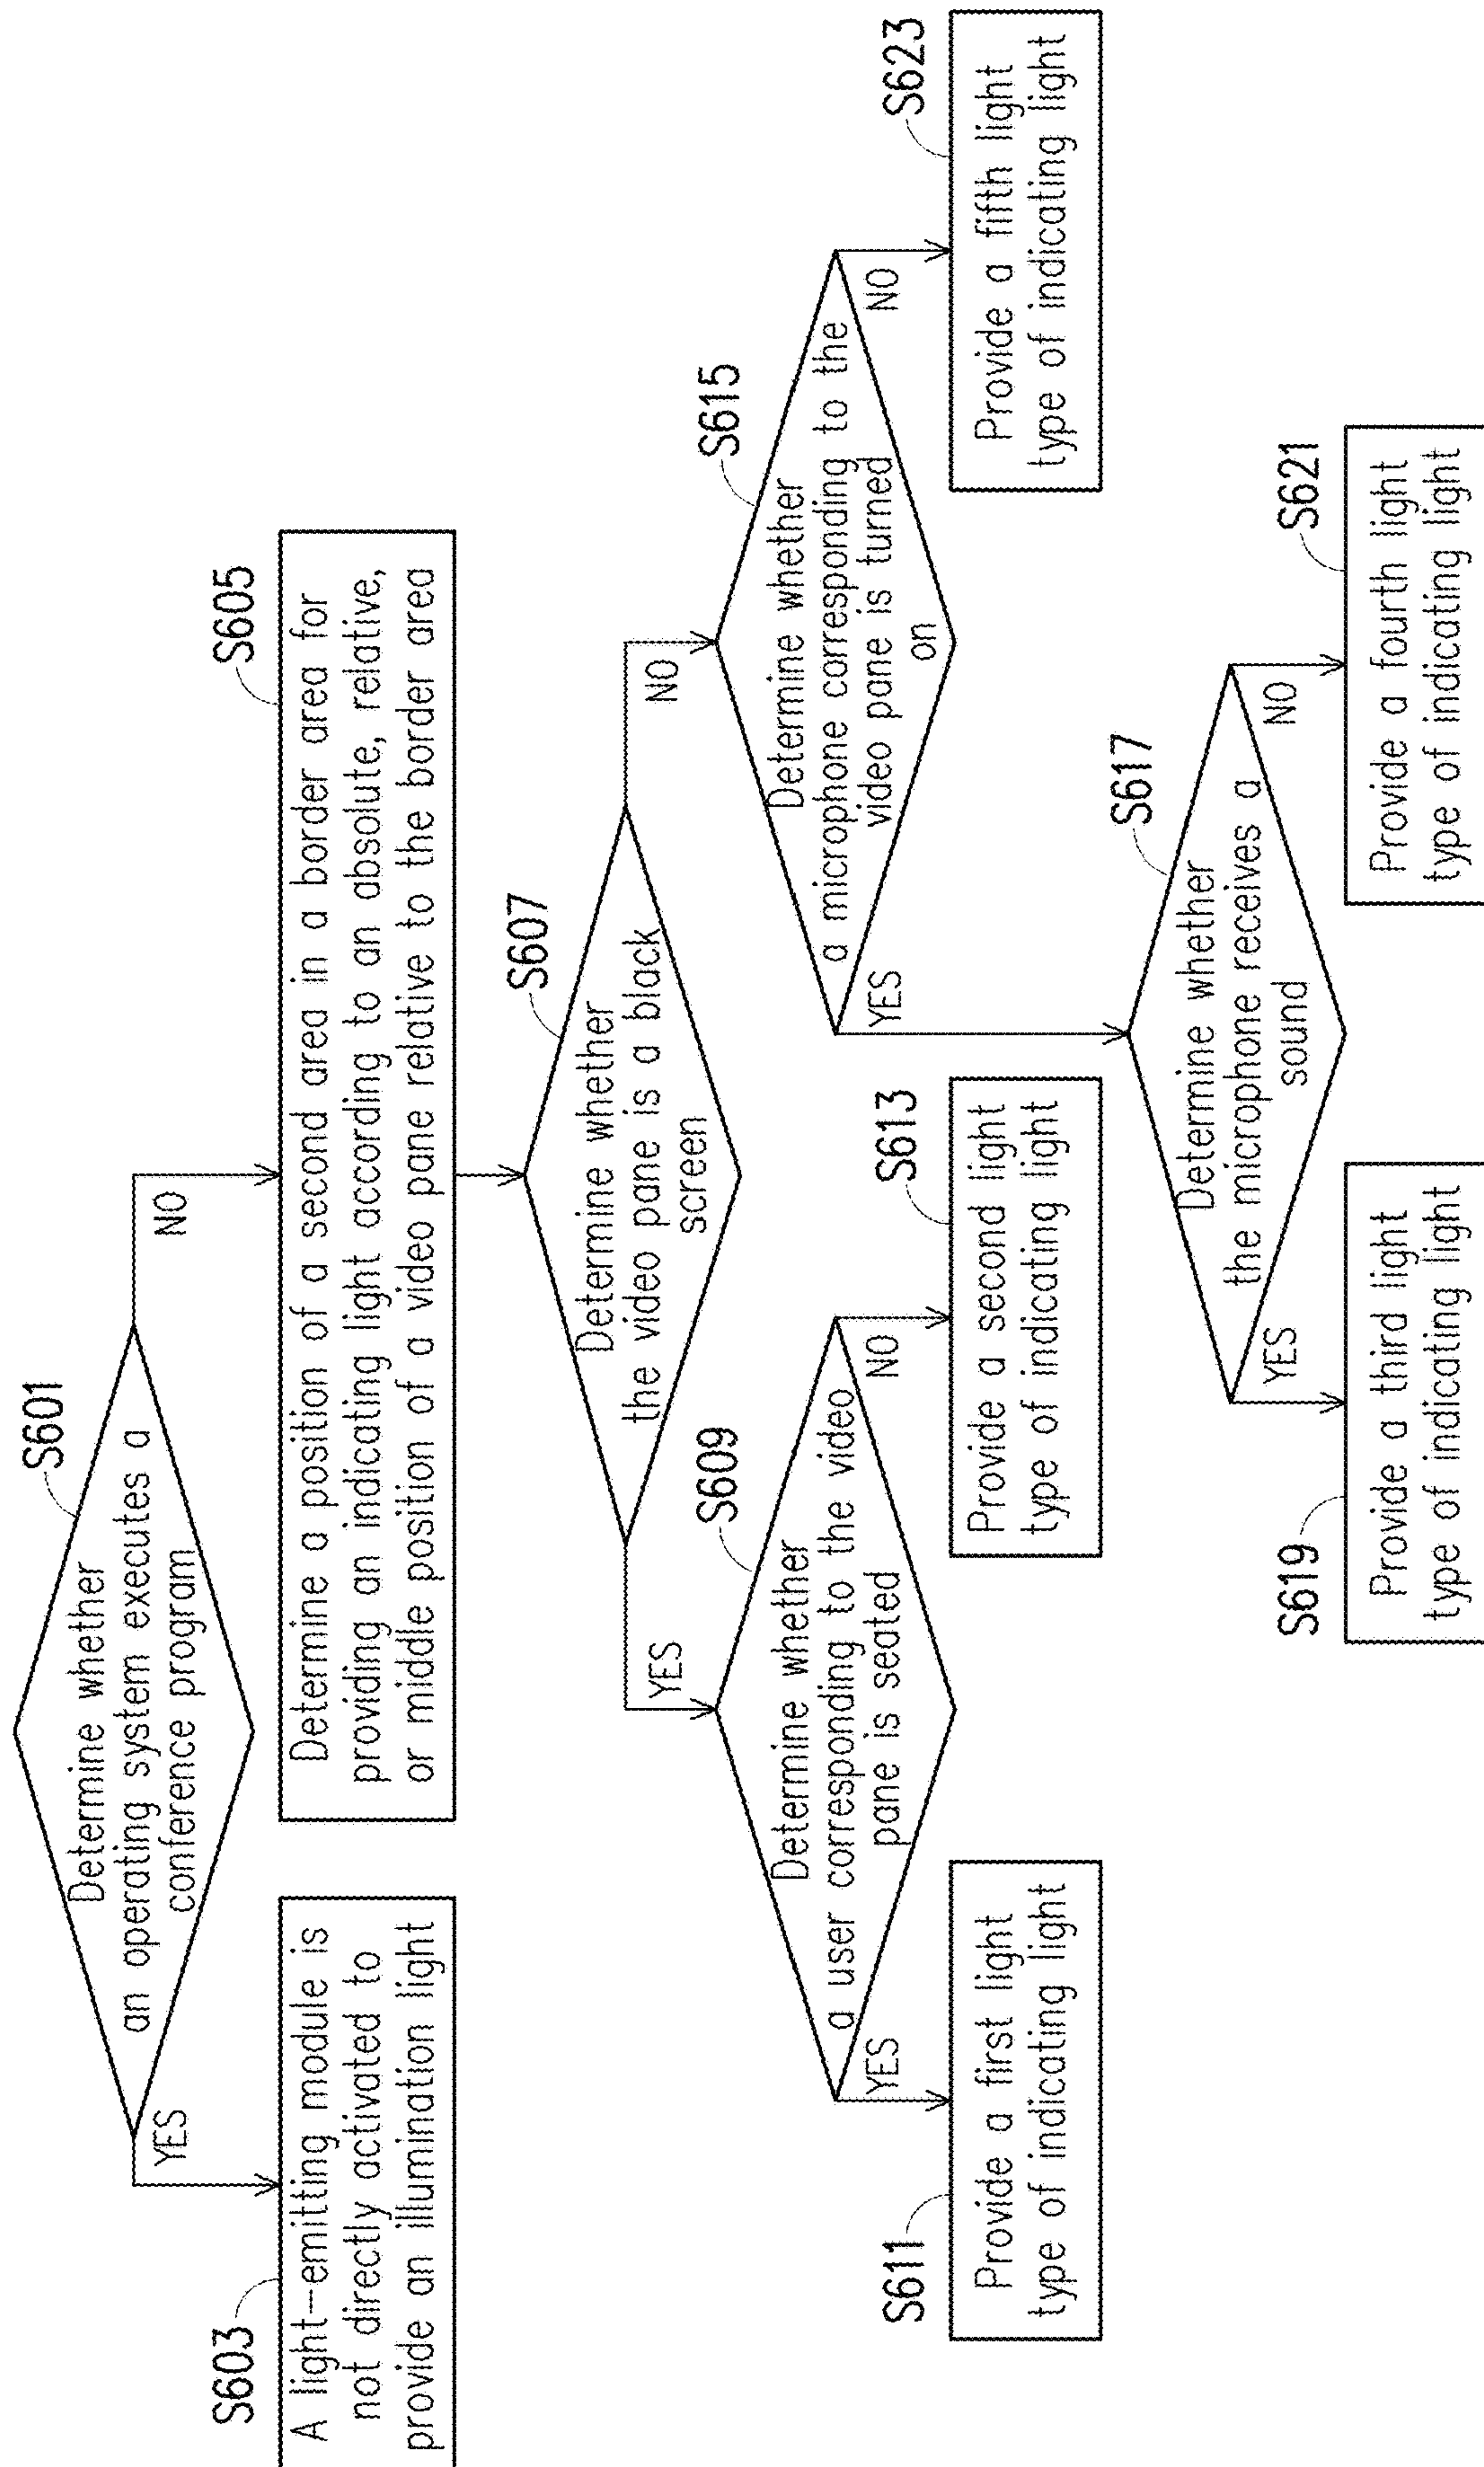 S601
Determine whether
an operating system executes a
conference program
YES
NO
S603
A light-emitting module is
not directly activated to
provide an illumination light
S605
Determine a position of a second area in a border area for
providing an indicating light according to an absolute, relative,
or middle position of a video pane relative to the border area
S607
Determine whether
the video pane is a black
screen
YES
NO
S609
Determine whether
a user corresponding to the video
pane is seated
YES
NO
S615
Determine whether
a microphone corresponding to the
video pane is turned
on
YES
NO
S611
Provide a first light
type of indicating light
S613
Provide a second light
type of indicating light
S623
Provide a fifth light
type of indicating light
S617
Determine whether
the microphone receives a
sound
YES
NO
S619
Provide a third light
type of indicating light
S621
Provide a fourth light
type of indicating light